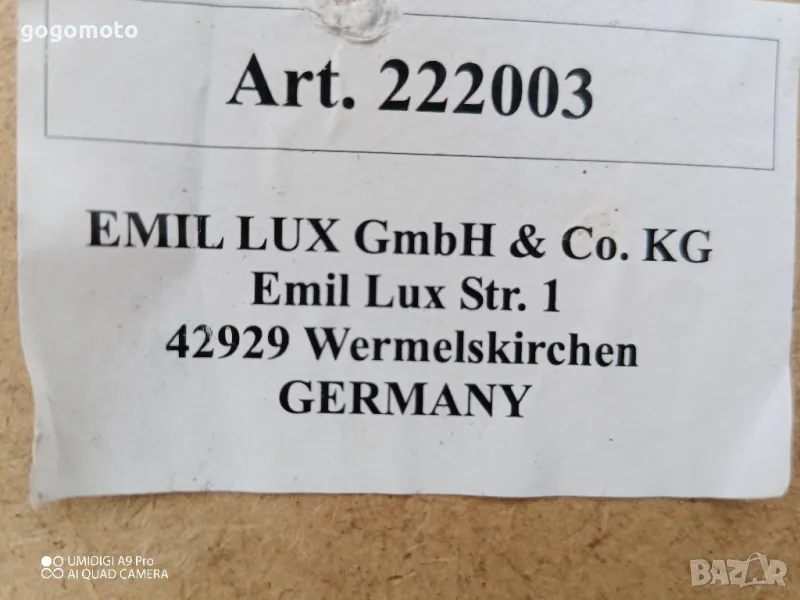 gogomoto
Art. 222003
EMIL LUX GmbH & Co. KG
Emil Lux Str. 1
42929 Wermelskirchen
GERMANY
UMIDIGI A9 Pro
AI QUAD CAMERA
BAZAR